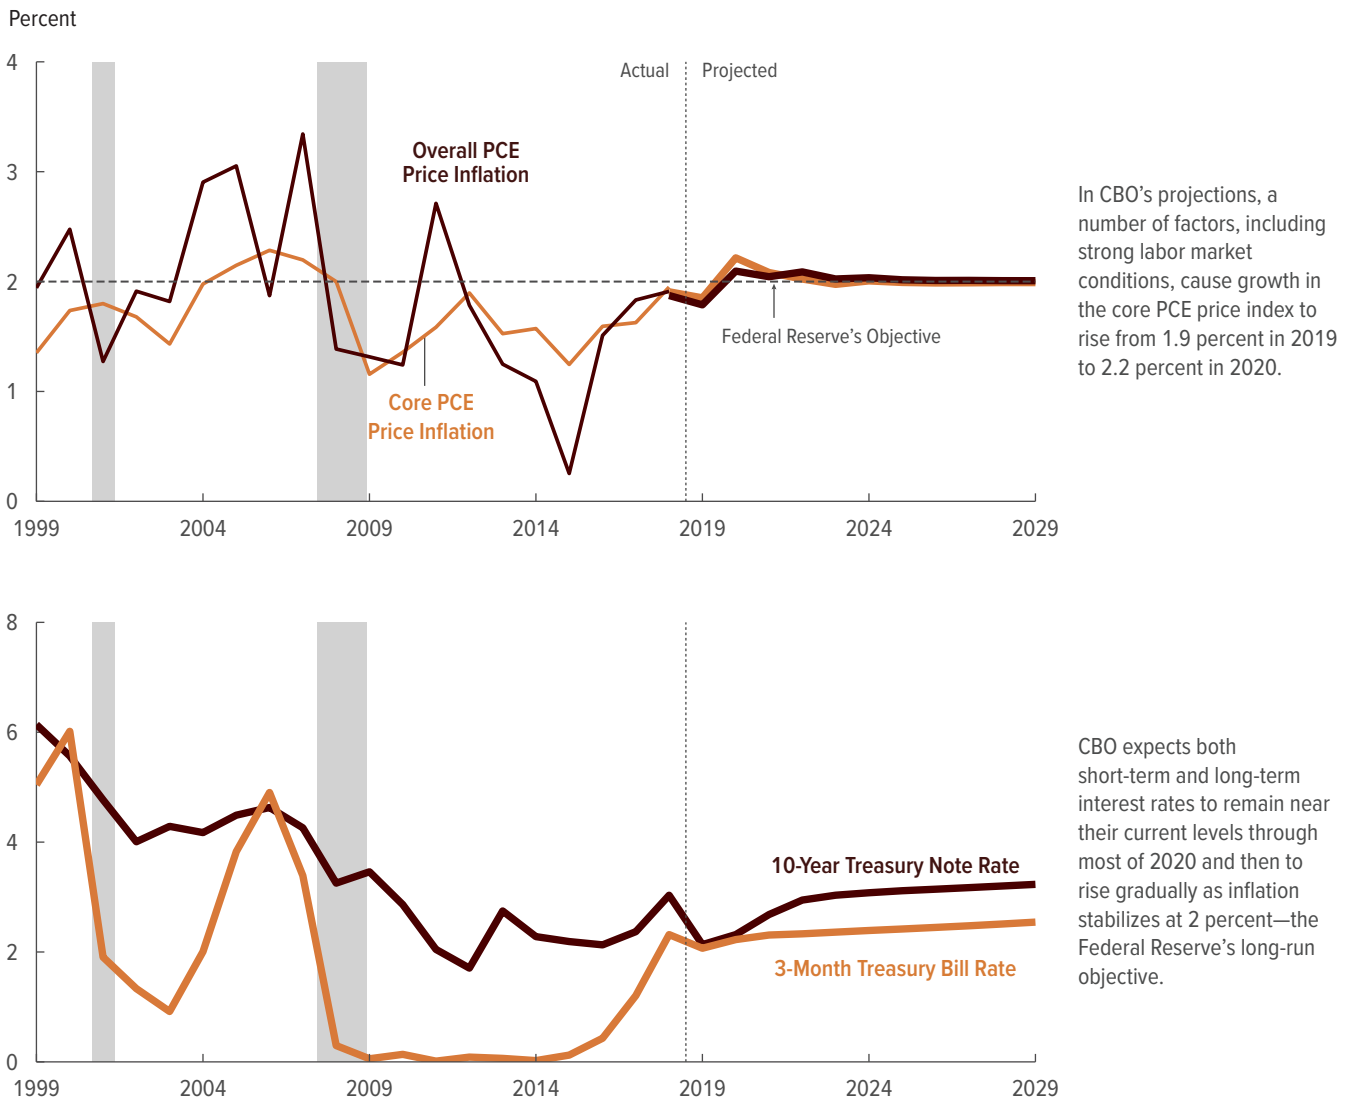 Percent
4
3
2
1
0
Actual
Projected
Overall PCE
Price Inflation
Core PCE
Price Inflation
Federal Reserve’s Objective
1999
2004
2009
2014
2019
2024
2029
In CBO’s projections, a
number of factors, including
strong labor market
conditions, cause growth in
the core PCE price index to
rise from 1.9 percent in 2019
to 2.2 percent in 2020.
8
6
4
2
0
10-Year Treasury Note Rate
3-Month Treasury Bill Rate
1999
2004
2009
2014
2019
2024
2029
CBO expects both
short-term and long-term
interest rates to remain near
their current levels through
most of 2020 and then to
rise gradually as inflation
stabilizes at 2 percent—the
Federal Reserve’s long-run
objective.